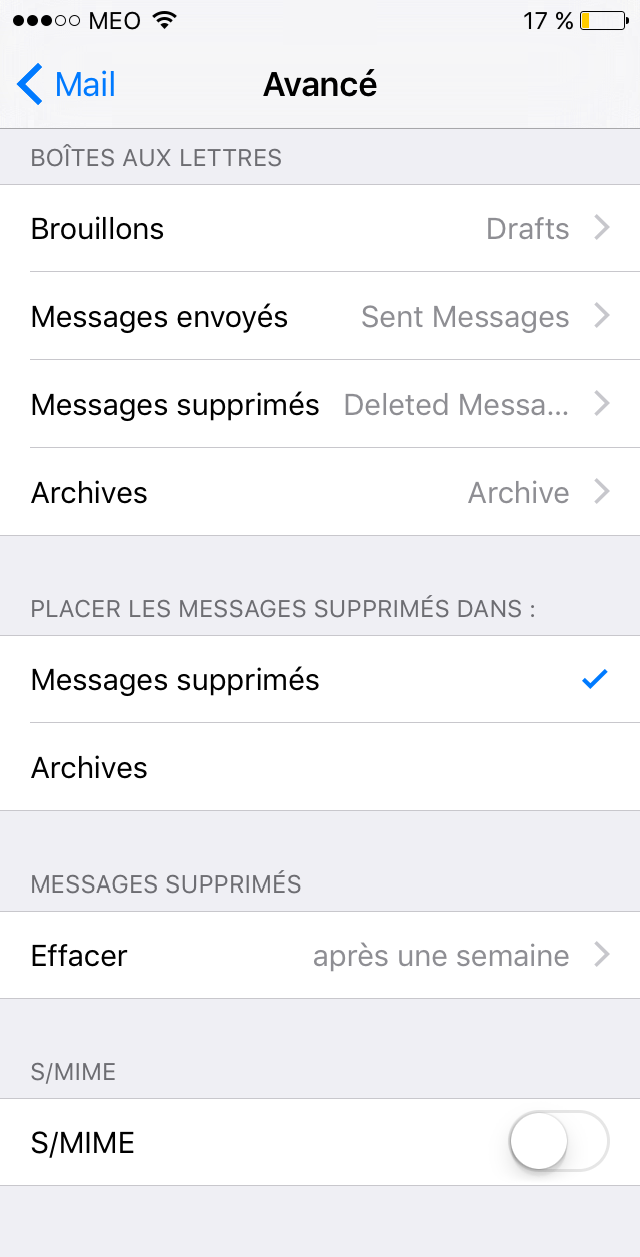 MEO 17 %
Mail Avancé
BOÎTES AUX LETTRES
Brouillons Drafts
Messages envoyés Sent Messages
Messages supprimés Deleted Messa...
Archives Archive
PLACER LES MESSAGES SUPPRIMÉS DANS :
Messages supprimés
Archives
MESSAGES SUPPRIMÉS
Effacer après une semaine
S/MIME
S/MIME